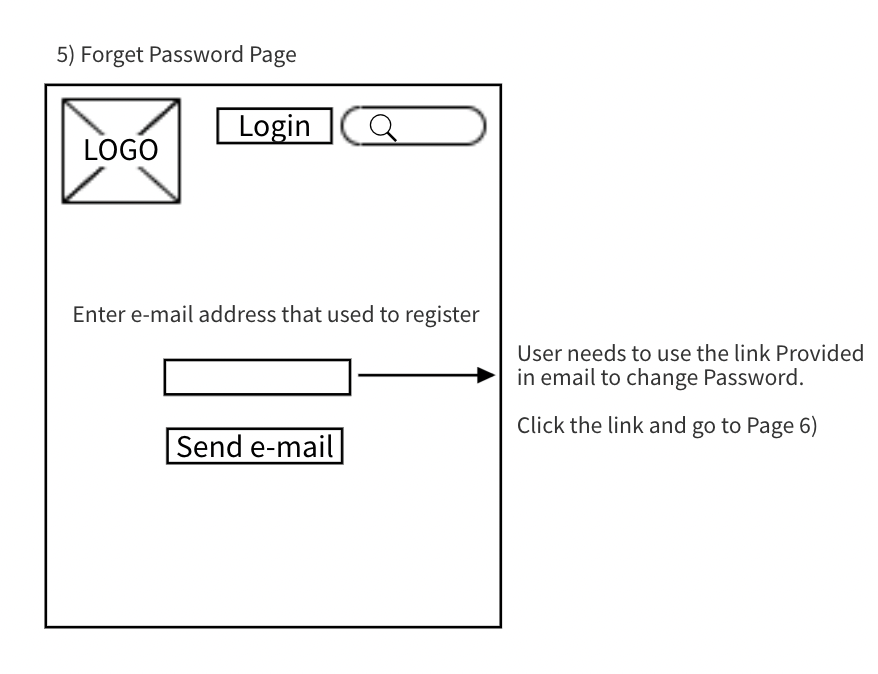 5) Forget Password Page
LOGO
Login
Enter e-mail address that used to register
User needs to use the link Provided
in email to change Password.
Send e-mail
Click the link and go to Page 6)